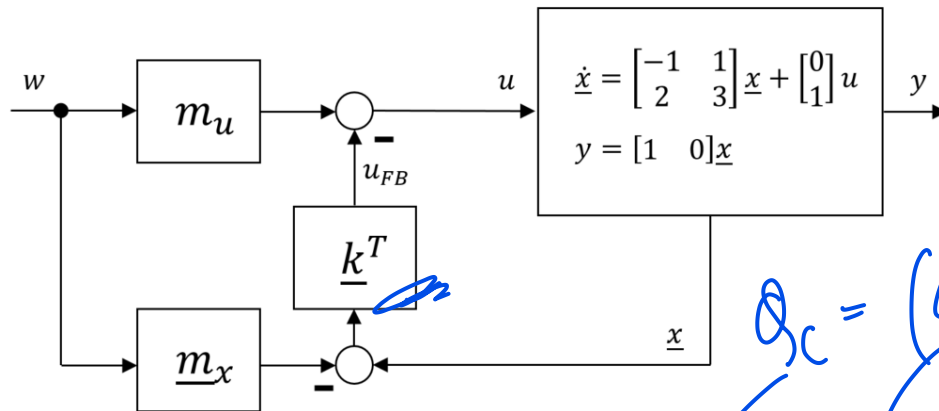 w
m_u
u
ẋ = [−1 1; 2 3] x + [0; 1] u
y = [1 0] x
y
−
u_FB
k^T
m_x
−
x
Q_C = (